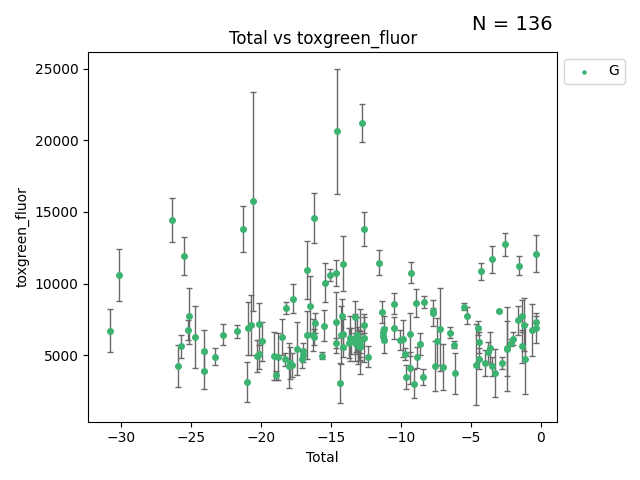 N = 136
Total vs toxgreen_fluor
G
25000
20000
15000
10000
5000
toxgreen_fluor
−30 −25 −20 −15 −10 −5 0
Total